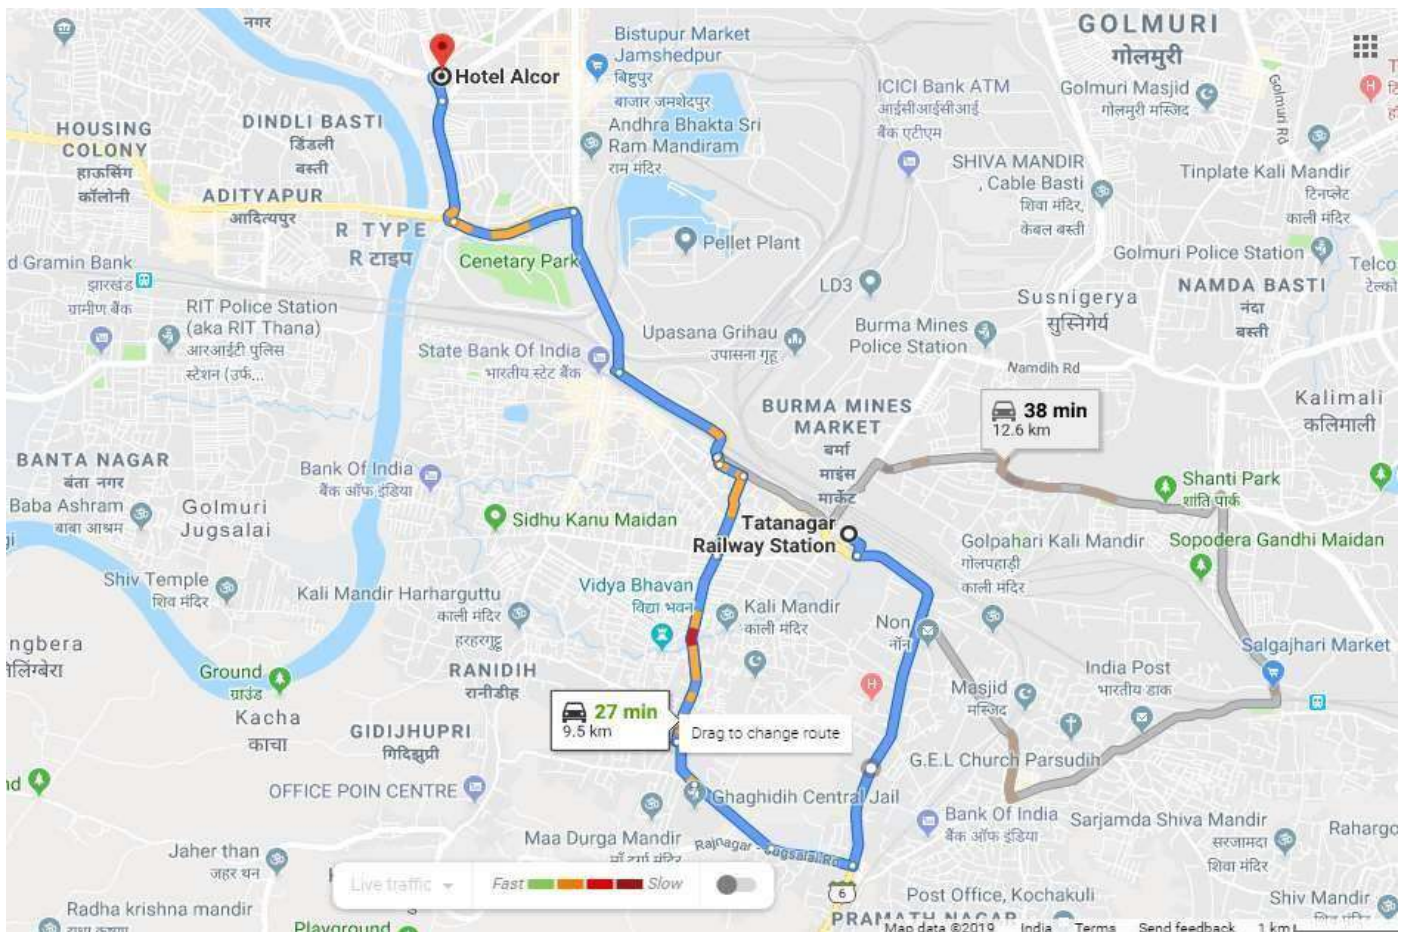 नगर
GOLMURI
गोलमुरी
Bistupur Market
Jamshedpur
बिष्टुपुर
बाजार जमशेदपुर
Hotel Alcor
ICICI Bank ATM
आईसीआईसीआई
बैंक एटीएम
Golmuri Masjid
गोलमुरी मस्जिद
Golmuri Rd
HOUSING
COLONY
हाऊसिंग
कॉलोनी
DINDLI BASTI
डिंडली
बस्ती
Andhra Bhakta Sri
Ram Mandiram
राम मंदिर
SHIVA MANDIR
, Cable Basti
शिवा मंदिर,
केबल बस्ती
Tinplate Kali Mandir
टिनप्लेट
काली मंदिर
ADITYAPUR
आदित्यपुर
R TYPE
R टाइप
Cenetary Park
Pellet Plant
Golmuri Police Station
Telco
d Gramin Bank
झारखंड
ग्रामीण बैंक
LD3
Susnigerya
सुस्निगेर्य
NAMDA BASTI
नंदा
बस्ती
RIT Police Station
(aka RIT Thana)
आरआईटी पुलिस
स्टेशन (उर्फ...
State Bank Of India
भारतीय स्टेट बैंक
Upasana Grihau
उपासना गृह
Burma Mines
Police Station
Namdih Rd
BURMA MINES
MARKET
बर्मा
माइंस
मार्केट
38 min
12.6 km
Kalimali
कलिमाली
BANTA NAGAR
बंता नगर
Bank Of India
बैंक ऑफ इंडिया
Shanti Park
शांति पार्क
Baba Ashram
बाबा आश्रम
Golmuri
Jugsalai
Sidhu Kanu Maidan
Tatanagar
Railway Station
Golpahari Kali Mandir
गोलपहाड़ी
काली मंदिर
Sopodera Gandhi Maidan
Shiv Temple
शिव मंदिर
Kali Mandir Harharguttu
काली मंदिर
हरहरगुट्टू
Vidya Bhavan
विद्या भवन
Kali Mandir
काली मंदिर
Non
नॉन
ngbera
Salgajhari Market
Ground
ग्राउंड
RANIDIH
रानीडीह
India Post
भारतीय डाक
Masjid
मस्जिद
Kacha
काचा
GIDIJHUPRI
गिदिझुप्री
27 min
9.5 km
Drag to change route
G.E.L Church Parsudih
OFFICE POIN CENTRE
Ghaghidih Central Jail
Bank Of India
बैंक ऑफ इंडिया
Sarjamda Shiva Mandir
सरजामदा
शिवा मंदिर
Maa Durga Mandir
Rajnagar - Jugsalai Rd
Jaher than
जहर थन
Live traffic
Fast
Slow
6
Post Office, Kochakuli
Shiv Mandir
Radha krishna mandir
Playground
PRAMATH NAGAR
Map data ©2019 India Terms Send feedback 1 km